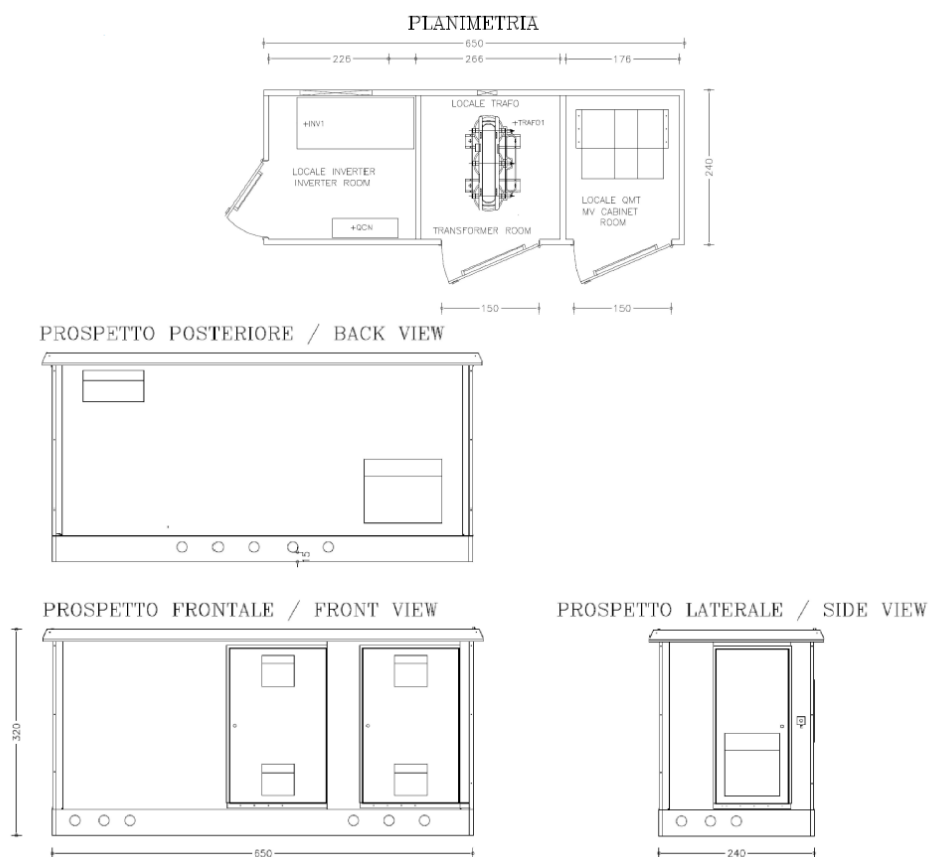 PLANIMETRIA
650
226
266
176
LOCALE TRAFO
+INV1
+TRAFO1
240
LOCALE INVERTER
INVERTER ROOM
LOCALE QMT
MV CABINET
ROOM
+QCN
TRANSFORMER ROOM
150
150
PROSPETTO POSTERIORE / BACK VIEW
PROSPETTO FRONTALE / FRONT VIEW
PROSPETTO LATERALE / SIDE VIEW
320
650
240